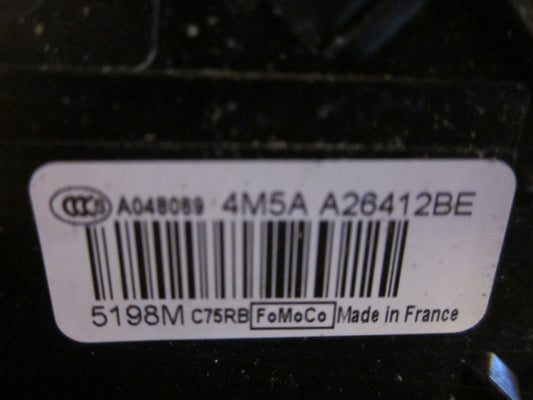 A048069 4M5A A26412BE
5198M C75RB FoMoCo Made in France